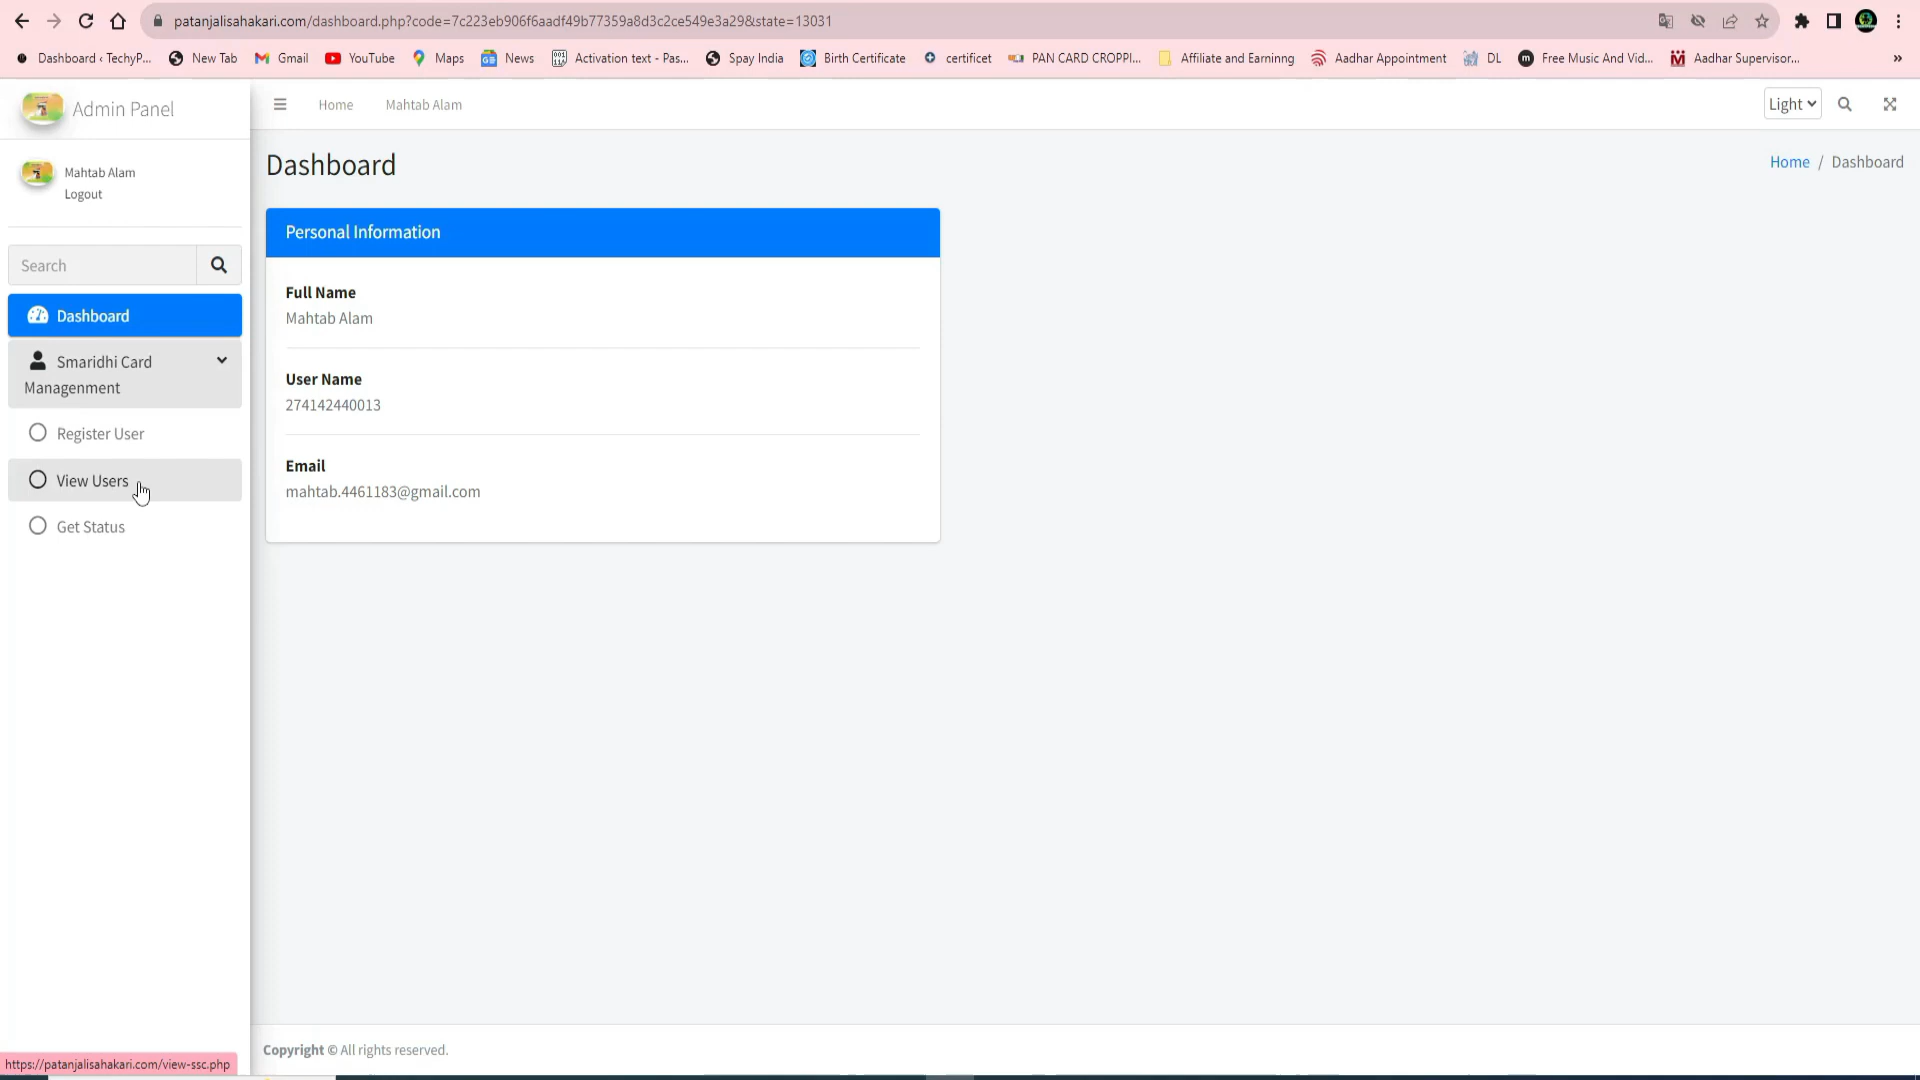 patanjalisahakari.com/dashboard.php?code=7c223eb906f6aadf49b77359a8d3c2ce549e3a29&state=13031
Dashboard ‹ TechyP... New Tab Gmail YouTube Maps News Activation text - Pas... Spay India Birth Certificate certificet PAN CARD CROPPI... Affiliate and Earninng Aadhar Appointment DL Free Music And Vid... Aadhar Supervisor... »
Admin Panel
Home Mahtab Alam
Light
Mahtab Alam
Logout
Search
Dashboard
Smaridhi Card
Managenment
Register User
View Users
Get Status
Dashboard
Home / Dashboard
Personal Information
Full Name
Mahtab Alam
User Name
274142440013
Email
mahtab.4461183@gmail.com
Copyright © All rights reserved.
https://patanjalisahakari.com/view-ssc.php